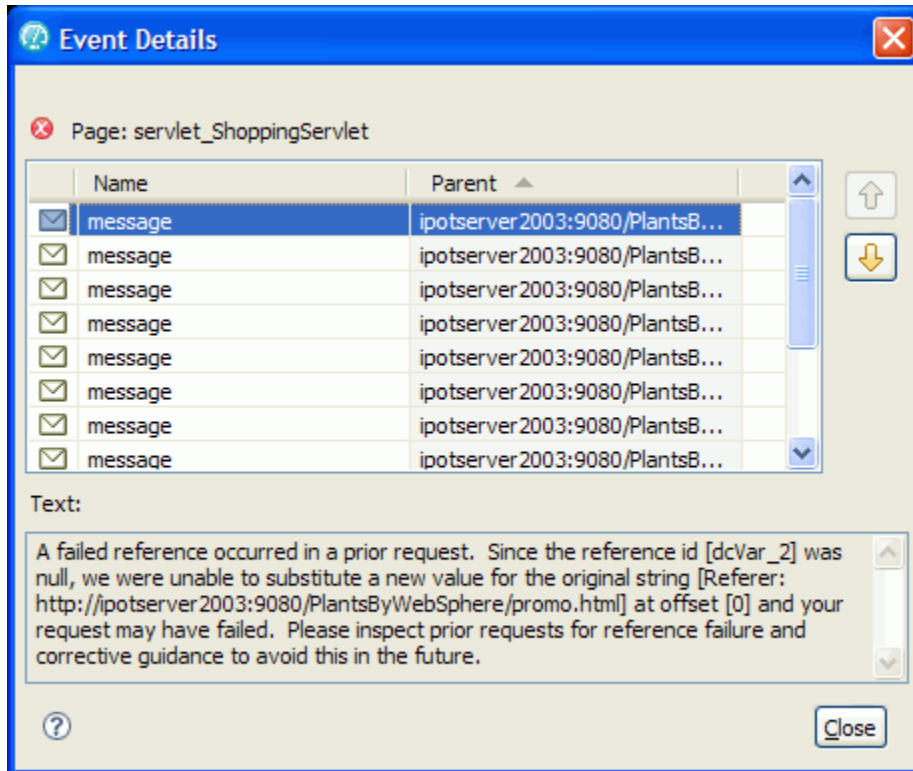 Event Details
Page: servlet_ShoppingServlet
Name Parent
message ipotserver2003:9080/PlantsB...
message ipotserver2003:9080/PlantsB...
message ipotserver2003:9080/PlantsB...
message ipotserver2003:9080/PlantsB...
message ipotserver2003:9080/PlantsB...
message ipotserver2003:9080/PlantsB...
message ipotserver2003:9080/PlantsB...
message ipotserver2003:9080/PlantsB...
Text:
A failed reference occurred in a prior request.  Since the reference id [dcVar_2] was
null, we were unable to substitute a new value for the original string [Referer:
http://ipotserver2003:9080/PlantsByWebSphere/promo.html] at offset [0] and your
request may have failed.  Please inspect prior requests for reference failure and
corrective guidance to avoid this in the future.
?
Close